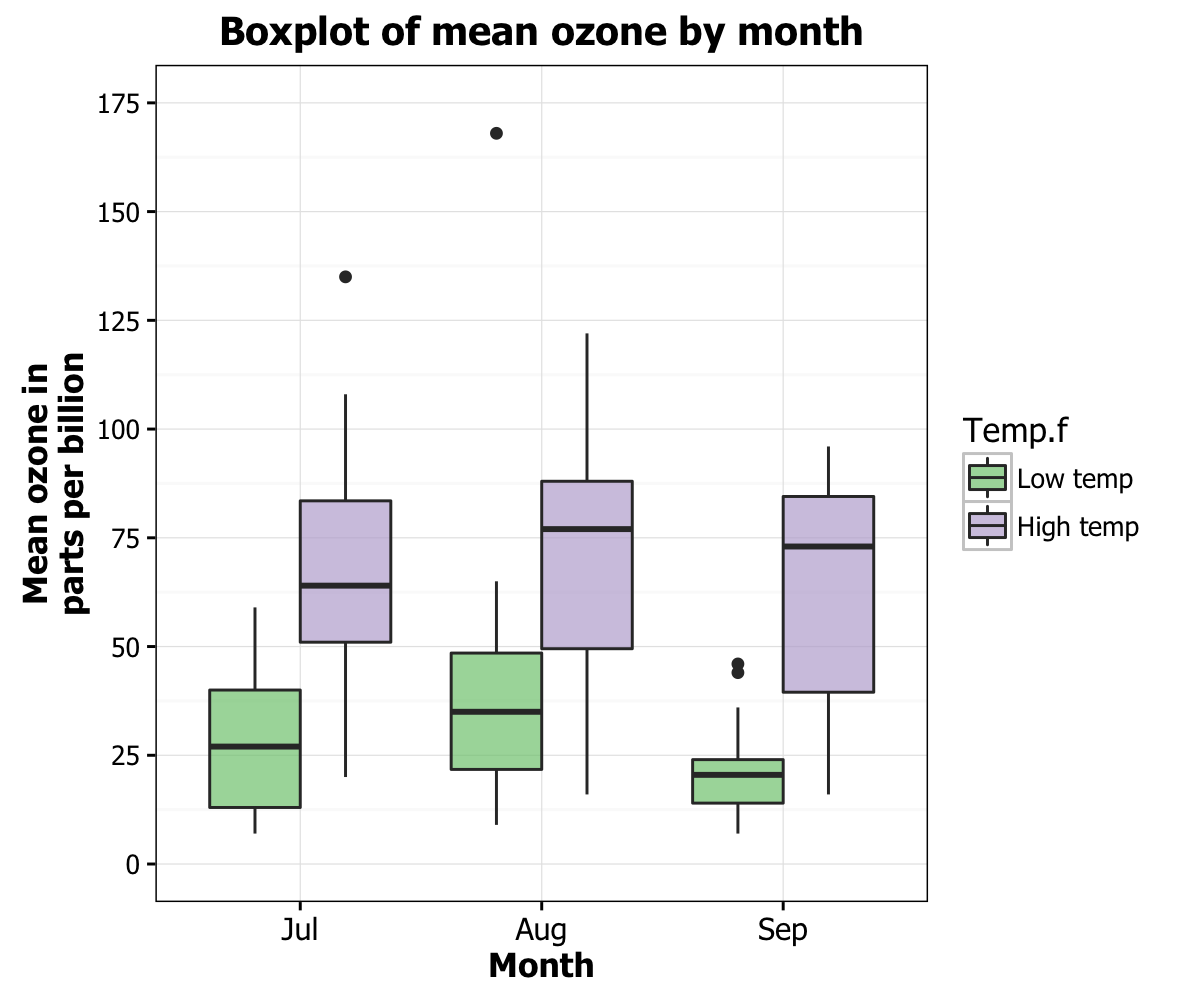 Boxplot of mean ozone by month
Mean ozone in
parts per billion
175
150
125
100
75
50
25
0
Jul
Aug
Sep
Month
Temp.f
Low temp
High temp